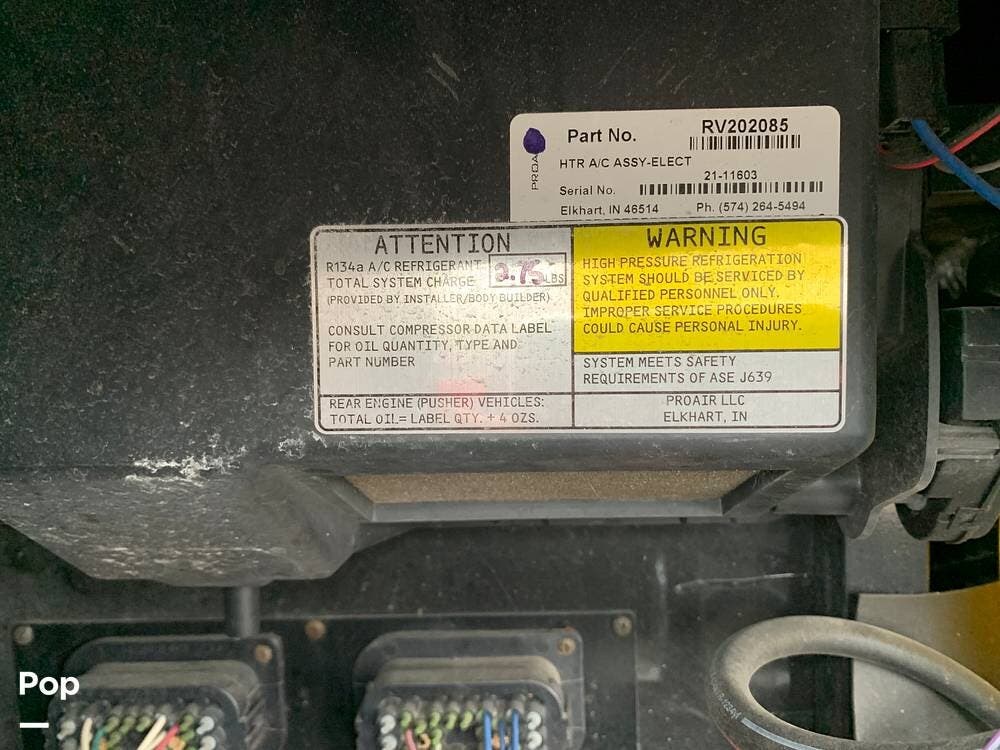 Part No. RV202085
PROAI
HTR A/C ASSY-ELECT
21-11603
Serial No.
Elkhart, IN 46514 Ph. (574) 264-5494
ATTENTION
R134a A/C REFRIGERANT
TOTAL SYSTEM CHARGE 2.75 LBS
(PROVIDED BY INSTALLER/BODY BUILDER)
CONSULT COMPRESSOR DATA LABEL
FOR OIL QUANTITY, TYPE AND
PART NUMBER
REAR ENGINE (PUSHER) VEHICLES:
TOTAL OIL= LABEL QTY. + 4 OZS.
WARNING
HIGH PRESSURE REFRIGERATION
SYSTEM SHOULD BE SERVICED BY
QUALIFIED PERSONNEL ONLY.
IMPROPER SERVICE PROCEDURES
COULD CAUSE PERSONAL INJURY.
SYSTEM MEETS SAFETY
REQUIREMENTS OF ASE J639
PROAIR LLC
ELKHART, IN
Pop